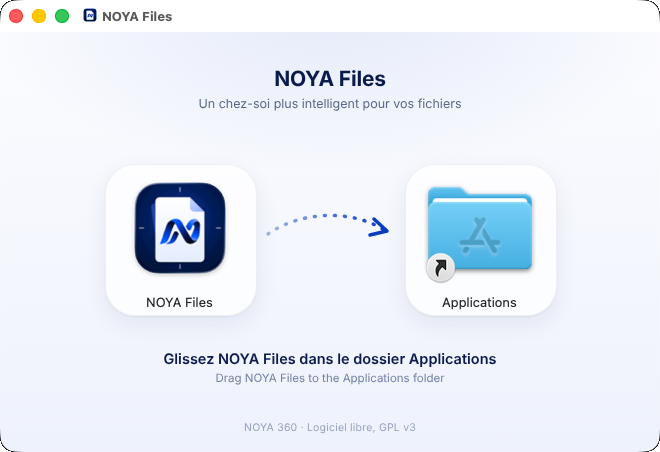 NOYA Files
NOYA Files
Un chez-soi plus intelligent pour vos fichiers
NOYA Files
Applications
Glissez NOYA Files dans le dossier Applications
Drag NOYA Files to the Applications folder
NOYA 360 · Logiciel libre, GPL v3